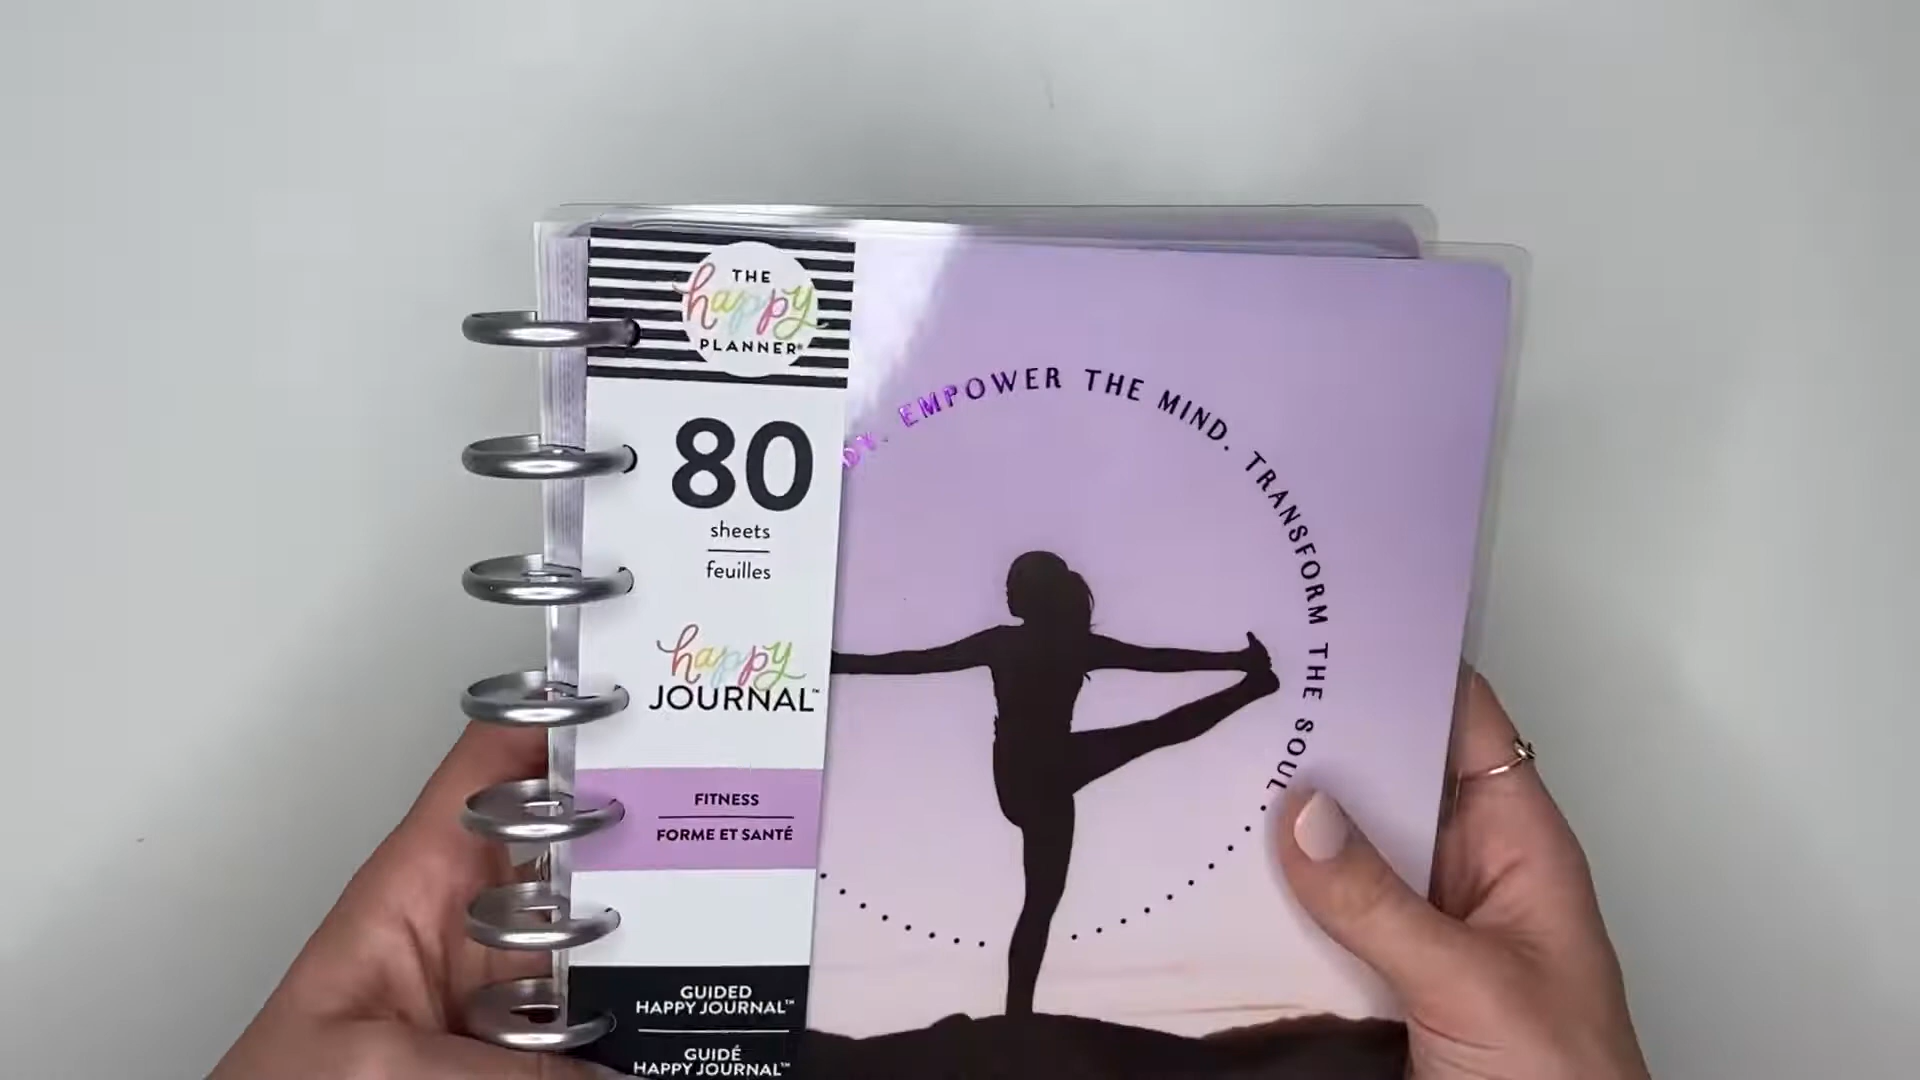 THE
happy
PLANNER®
80
sheets
feuilles
happy
JOURNAL™
FITNESS
FORME ET SANTÉ
GUIDED
HAPPY JOURNAL™
GUIDÉ
HAPPY JOURNAL™
EMPOWER THE MIND. TRANSFORM THE SOUL.